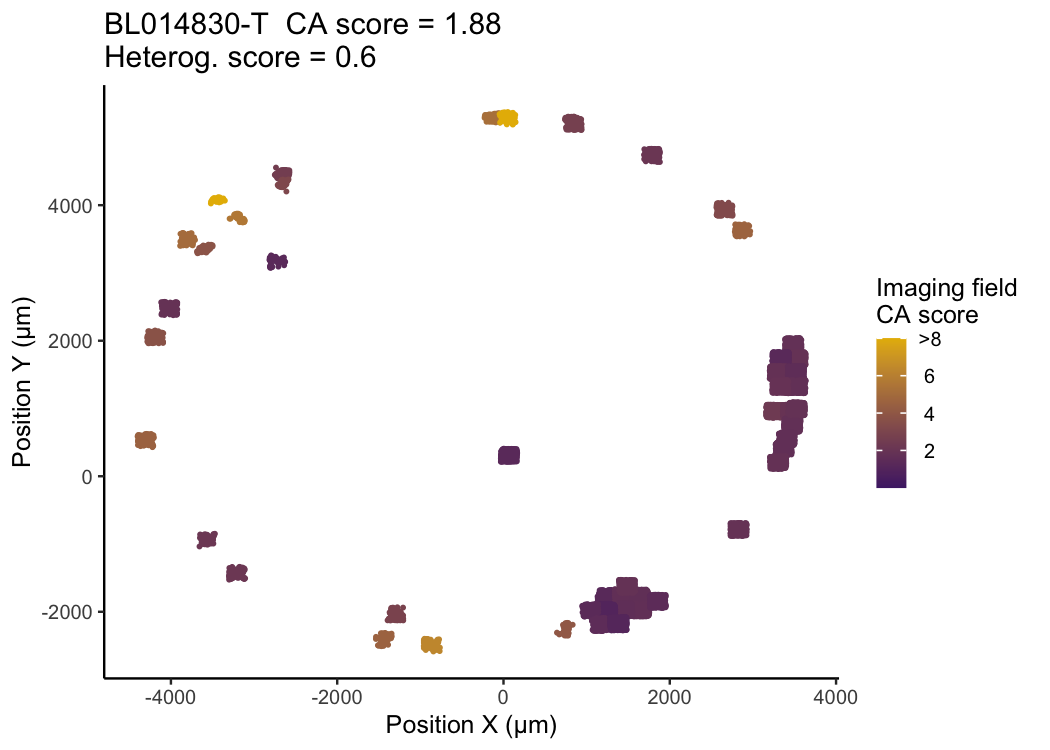 BL014830-T  CA score = 1.88
Heterog. score = 0.6
Position Y (µm)
4000
2000
0
-2000
-4000
-2000
0
2000
4000
Position X (µm)
Imaging field
CA score
>8
6
4
2